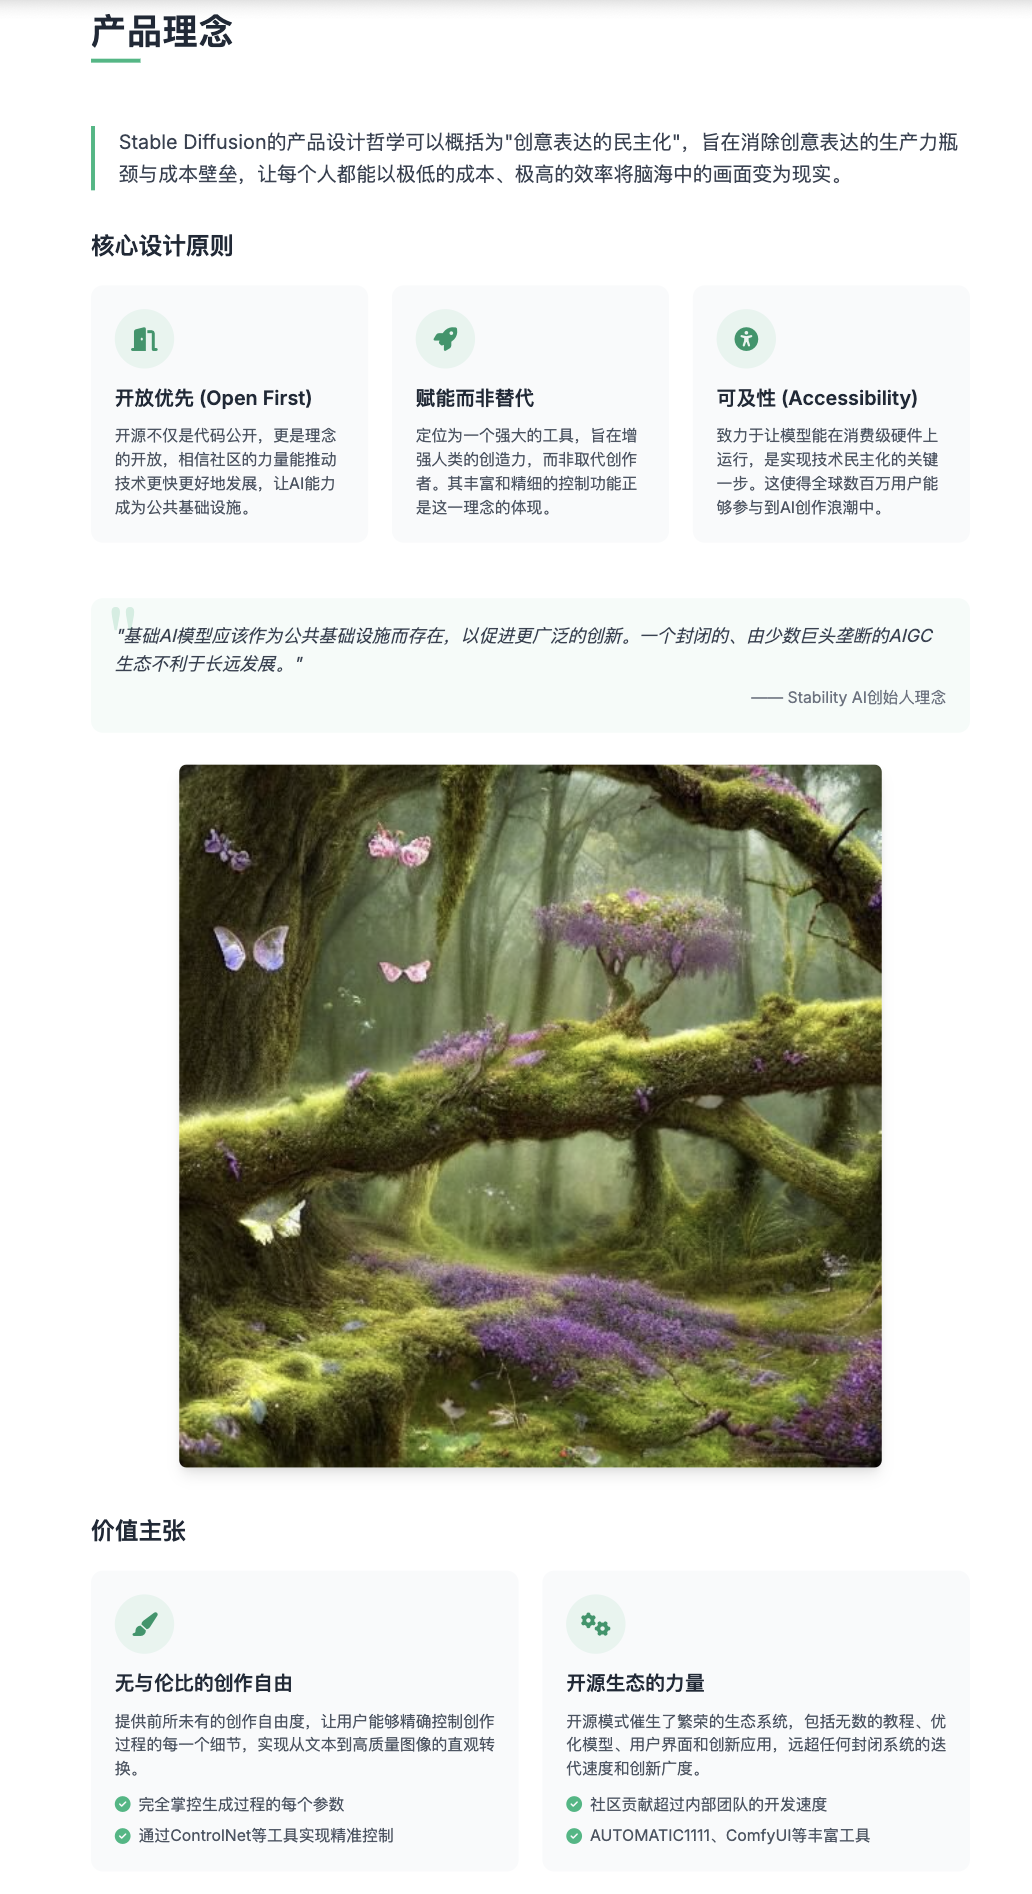 产品理念
Stable Diffusion的产品设计哲学可以概括为"创意表达的民主化"，旨在消除创意表达的生产力瓶
颈与成本壁垒，让每个人都能以极低的成本、极高的效率将脑海中的画面变为现实。
核心设计原则
开放优先 (Open First)
开源不仅是代码公开，更是理念
的开放，相信社区的力量能推动
技术更快更好地发展，让AI能力
成为公共基础设施。
赋能而非替代
定位为一个强大的工具，旨在增
强人类的创造力，而非取代创作
者。其丰富和精细的控制功能正
是这一理念的体现。
可及性 (Accessibility)
致力于让模型能在消费级硬件上
运行，是实现技术民主化的关键
一步。这使得全球数百万用户能
够参与到AI创作浪潮中。
"基础AI模型应该作为公共基础设施而存在，以促进更广泛的创新。一个封闭的、由少数巨头垄断的AIGC
生态不利于长远发展。"
—— Stability AI创始人理念
价值主张
无与伦比的创作自由
提供前所未有的创作自由度，让用户能够精确控制创作
过程的每一个细节，实现从文本到高质量图像的直观转
换。
完全掌控生成过程的每个参数
通过ControlNet等工具实现精准控制
开源生态的力量
开源模式催生了繁荣的生态系统，包括无数的教程、优
化模型、用户界面和创新应用，远超任何封闭系统的迭
代速度和创新广度。
社区贡献超过内部团队的开发速度
AUTOMATIC1111、ComfyUI等丰富工具